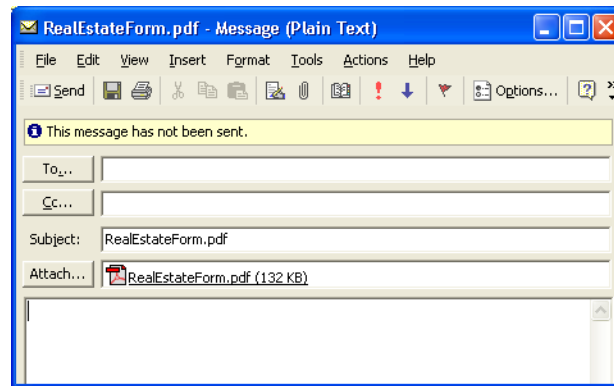 RealEstateForm.pdf - Message (Plain Text)
File Edit View Insert Format Tools Actions Help
Send Options...
This message has not been sent.
To...
Cc...
Subject: RealEstateForm.pdf
Attach... RealEstateForm.pdf (132 KB)